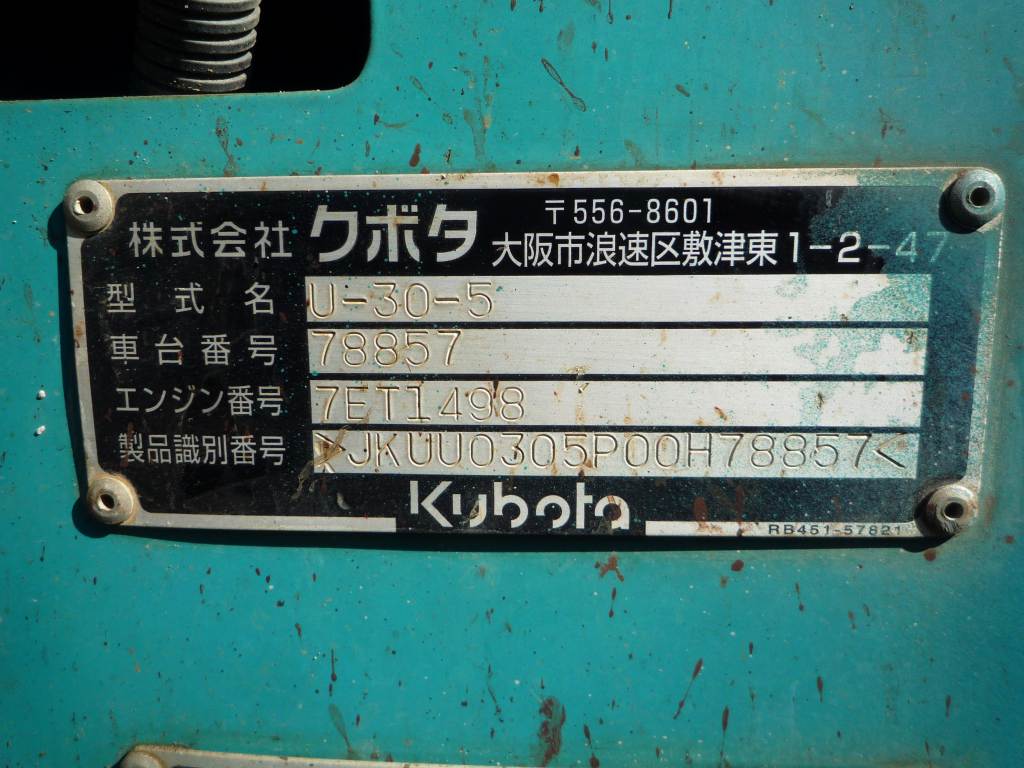 株式会社 クボタ 〒556-8601
大阪市浪速区敷津東1-2-47
型式名 U-30-5
車台番号 78857
エンジン番号 7ET1498
製品識別番号 >JKUU0305P00H78857<
Kubota
RB451-57821